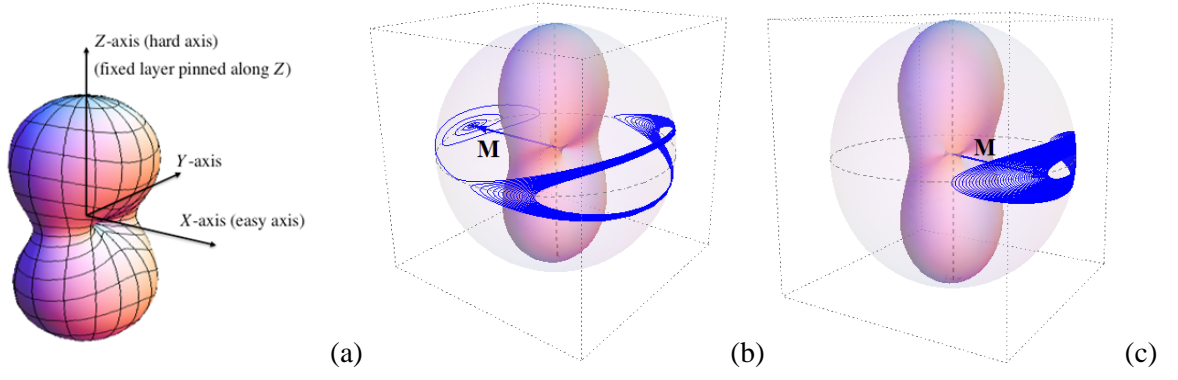 Z-axis (hard axis)
(fixed layer pinned along Z)
Y-axis
X-axis (easy axis)
(a)
M
(b)
M
(c)